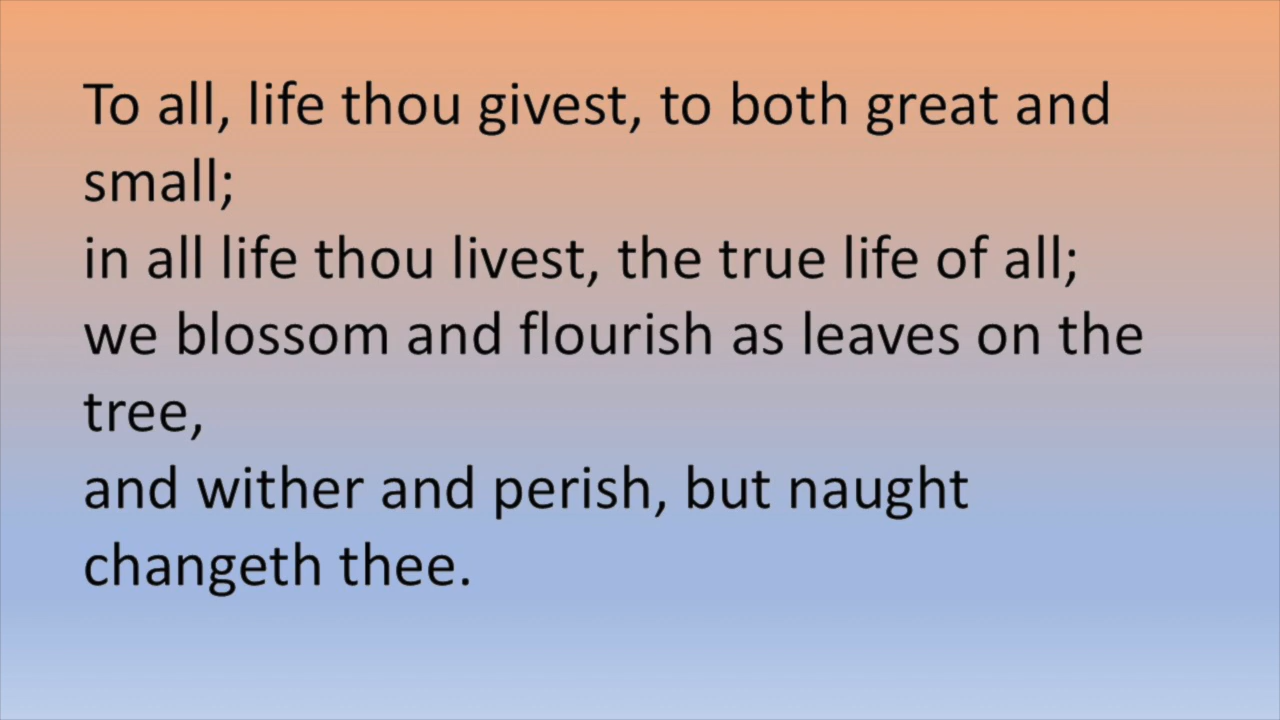 To all, life thou givest, to both great and
small;
in all life thou livest, the true life of all;
we blossom and flourish as leaves on the
tree,
and wither and perish, but naught
changeth thee.